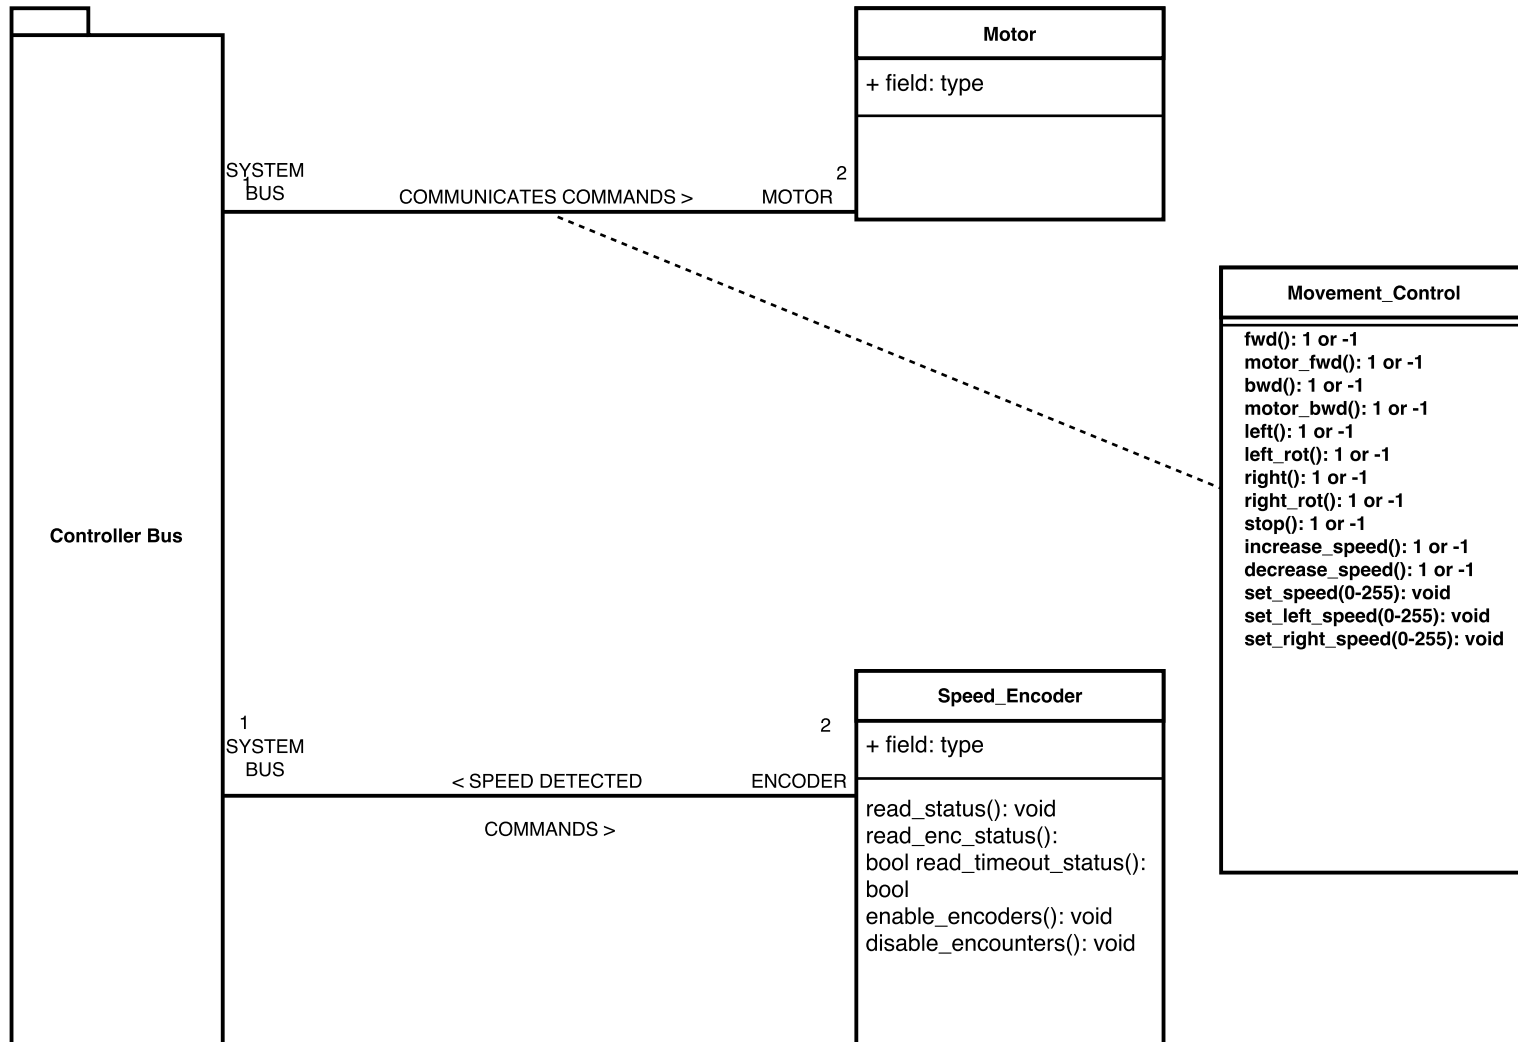 Motor
+ field: type
SYSTEM
1
BUS
COMMUNICATES COMMANDS >
MOTOR
2
Movement_Control
fwd(): 1 or -1
motor_fwd(): 1 or -1
bwd(): 1 or -1
motor_bwd(): 1 or -1
left(): 1 or -1
left_rot(): 1 or -1
right(): 1 or -1
right_rot(): 1 or -1
stop(): 1 or -1
increase_speed(): 1 or -1
decrease_speed(): 1 or -1
set_speed(0-255): void
set_left_speed(0-255): void
set_right_speed(0-255): void
Controller Bus
1
SYSTEM
BUS
< SPEED DETECTED
COMMANDS >
2
ENCODER
Speed_Encoder
+ field: type
read_status(): void
read_enc_status():
bool read_timeout_status():
bool
enable_encoders(): void
disable_encounters(): void